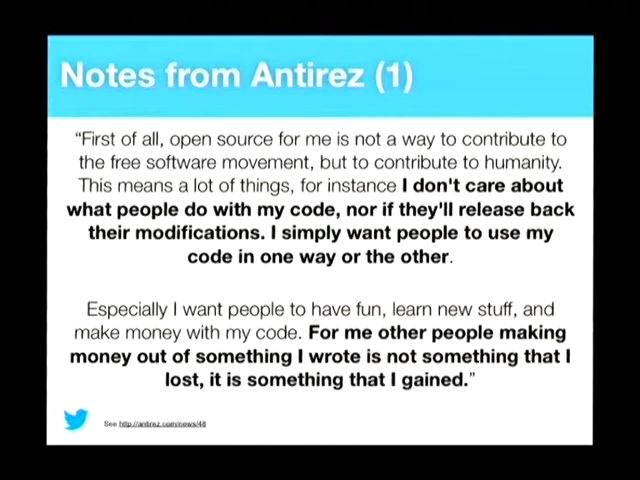 Notes from Antirez (1)
“First of all, open source for me is not a way to contribute to
the free software movement, but to contribute to humanity.
This means a lot of things, for instance I don't care about
what people do with my code, nor if they'll release back
their modifications. I simply want people to use my
code in one way or the other.
Especially I want people to have fun, learn new stuff, and
make money with my code. For me other people making
money out of something I wrote is not something that I
lost, it is something that I gained.”
See http://antirez.com/news/48